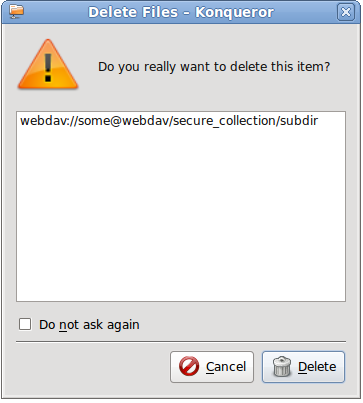 Delete Files – Konqueror
Do you really want to delete this item?
webdav://some@webdav/secure_collection/subdir
Do not ask again
Cancel
Delete